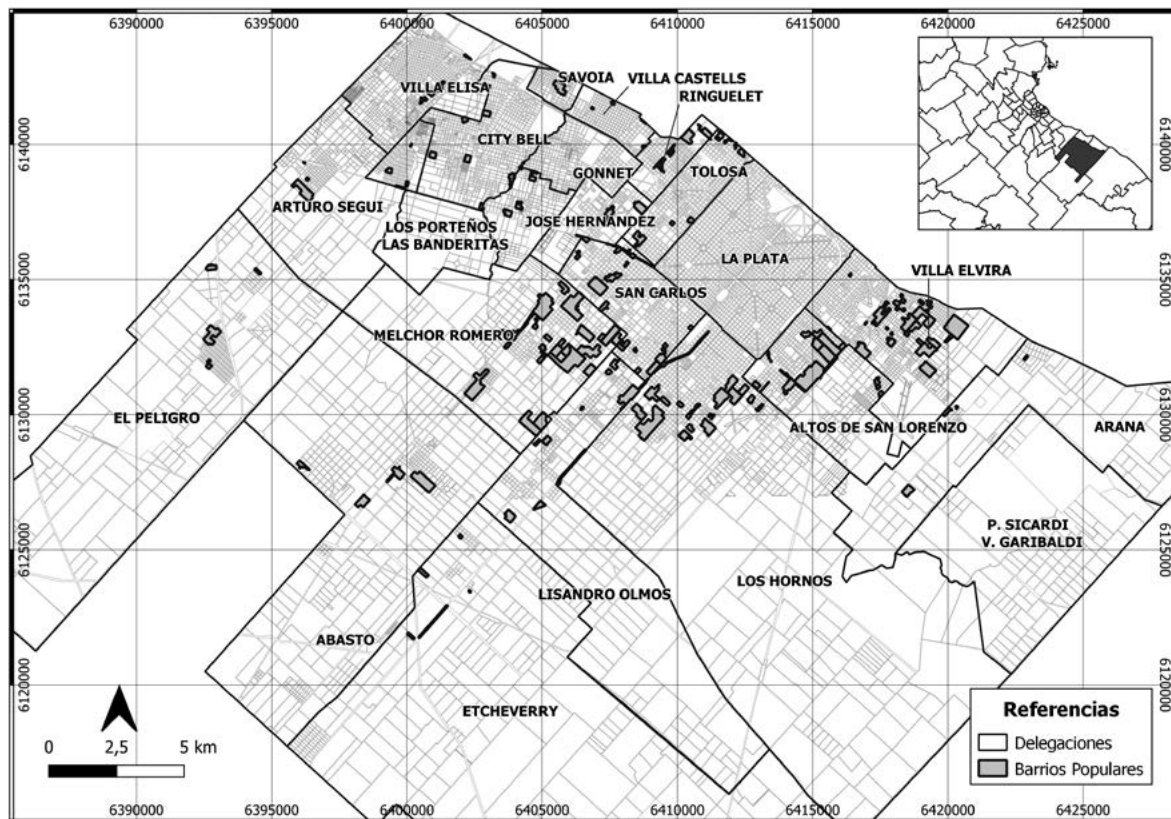 6390000 6395000 6400000 6405000 6410000 6415000 6420000 6425000
SAVOIA
VILLA CASTELLS
VILLA ELISA
RINGUELET
6140000
6140000
CITY BELL
GONNET
TOLOSA
ARTURO SEGUI
LOS PORTEÑOS
LAS BANDERITAS
JOSE HERNANDEZ
6135000
6135000
LA PLATA
VILLA ELVIRA
SAN CARLOS
MELCHOR ROMERO
6130000
6130000
EL PELIGRO
ALTOS DE SAN LORENZO
ARANA
P. SICARDI
V. GARIBALDI
6125000
6125000
LISANDRO OLMOS
LOS HORNOS
ABASTO
6120000
6120000
ETCHEVERRY
Referencias
Delegaciones
Barrios Populares
0 2,5 5 km
6390000 6395000 6400000 6405000 6410000 6415000 6420000 6425000